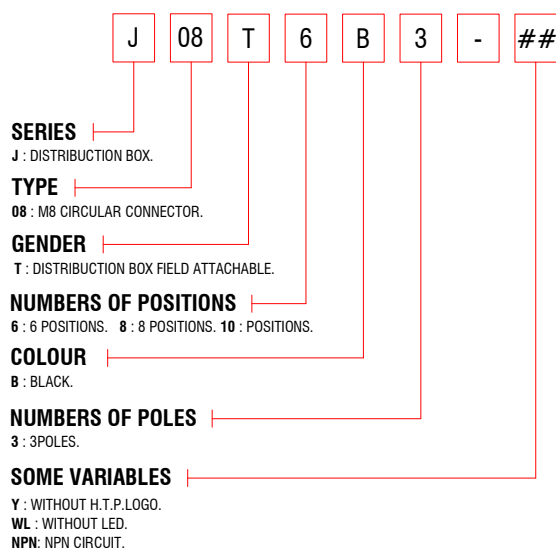 J 08 T 6 B 3 - ##
SERIES
J : DISTRIBUCTION BOX.
TYPE
08 : M8 CIRCULAR CONNECTOR.
GENDER
T : DISTRIBUCTION BOX FIELD ATTACHABLE.
NUMBERS OF POSITIONS
6 : 6 POSITIONS. 8 : 8 POSITIONS. 10 : POSITIONS.
COLOUR
B : BLACK.
NUMBERS OF POLES
3 : 3POLES.
SOME VARIABLES
Y : WITHOUT H.T.P.LOGO.
WL : WITHOUT LED.
NPN: NPN CIRCUIT.